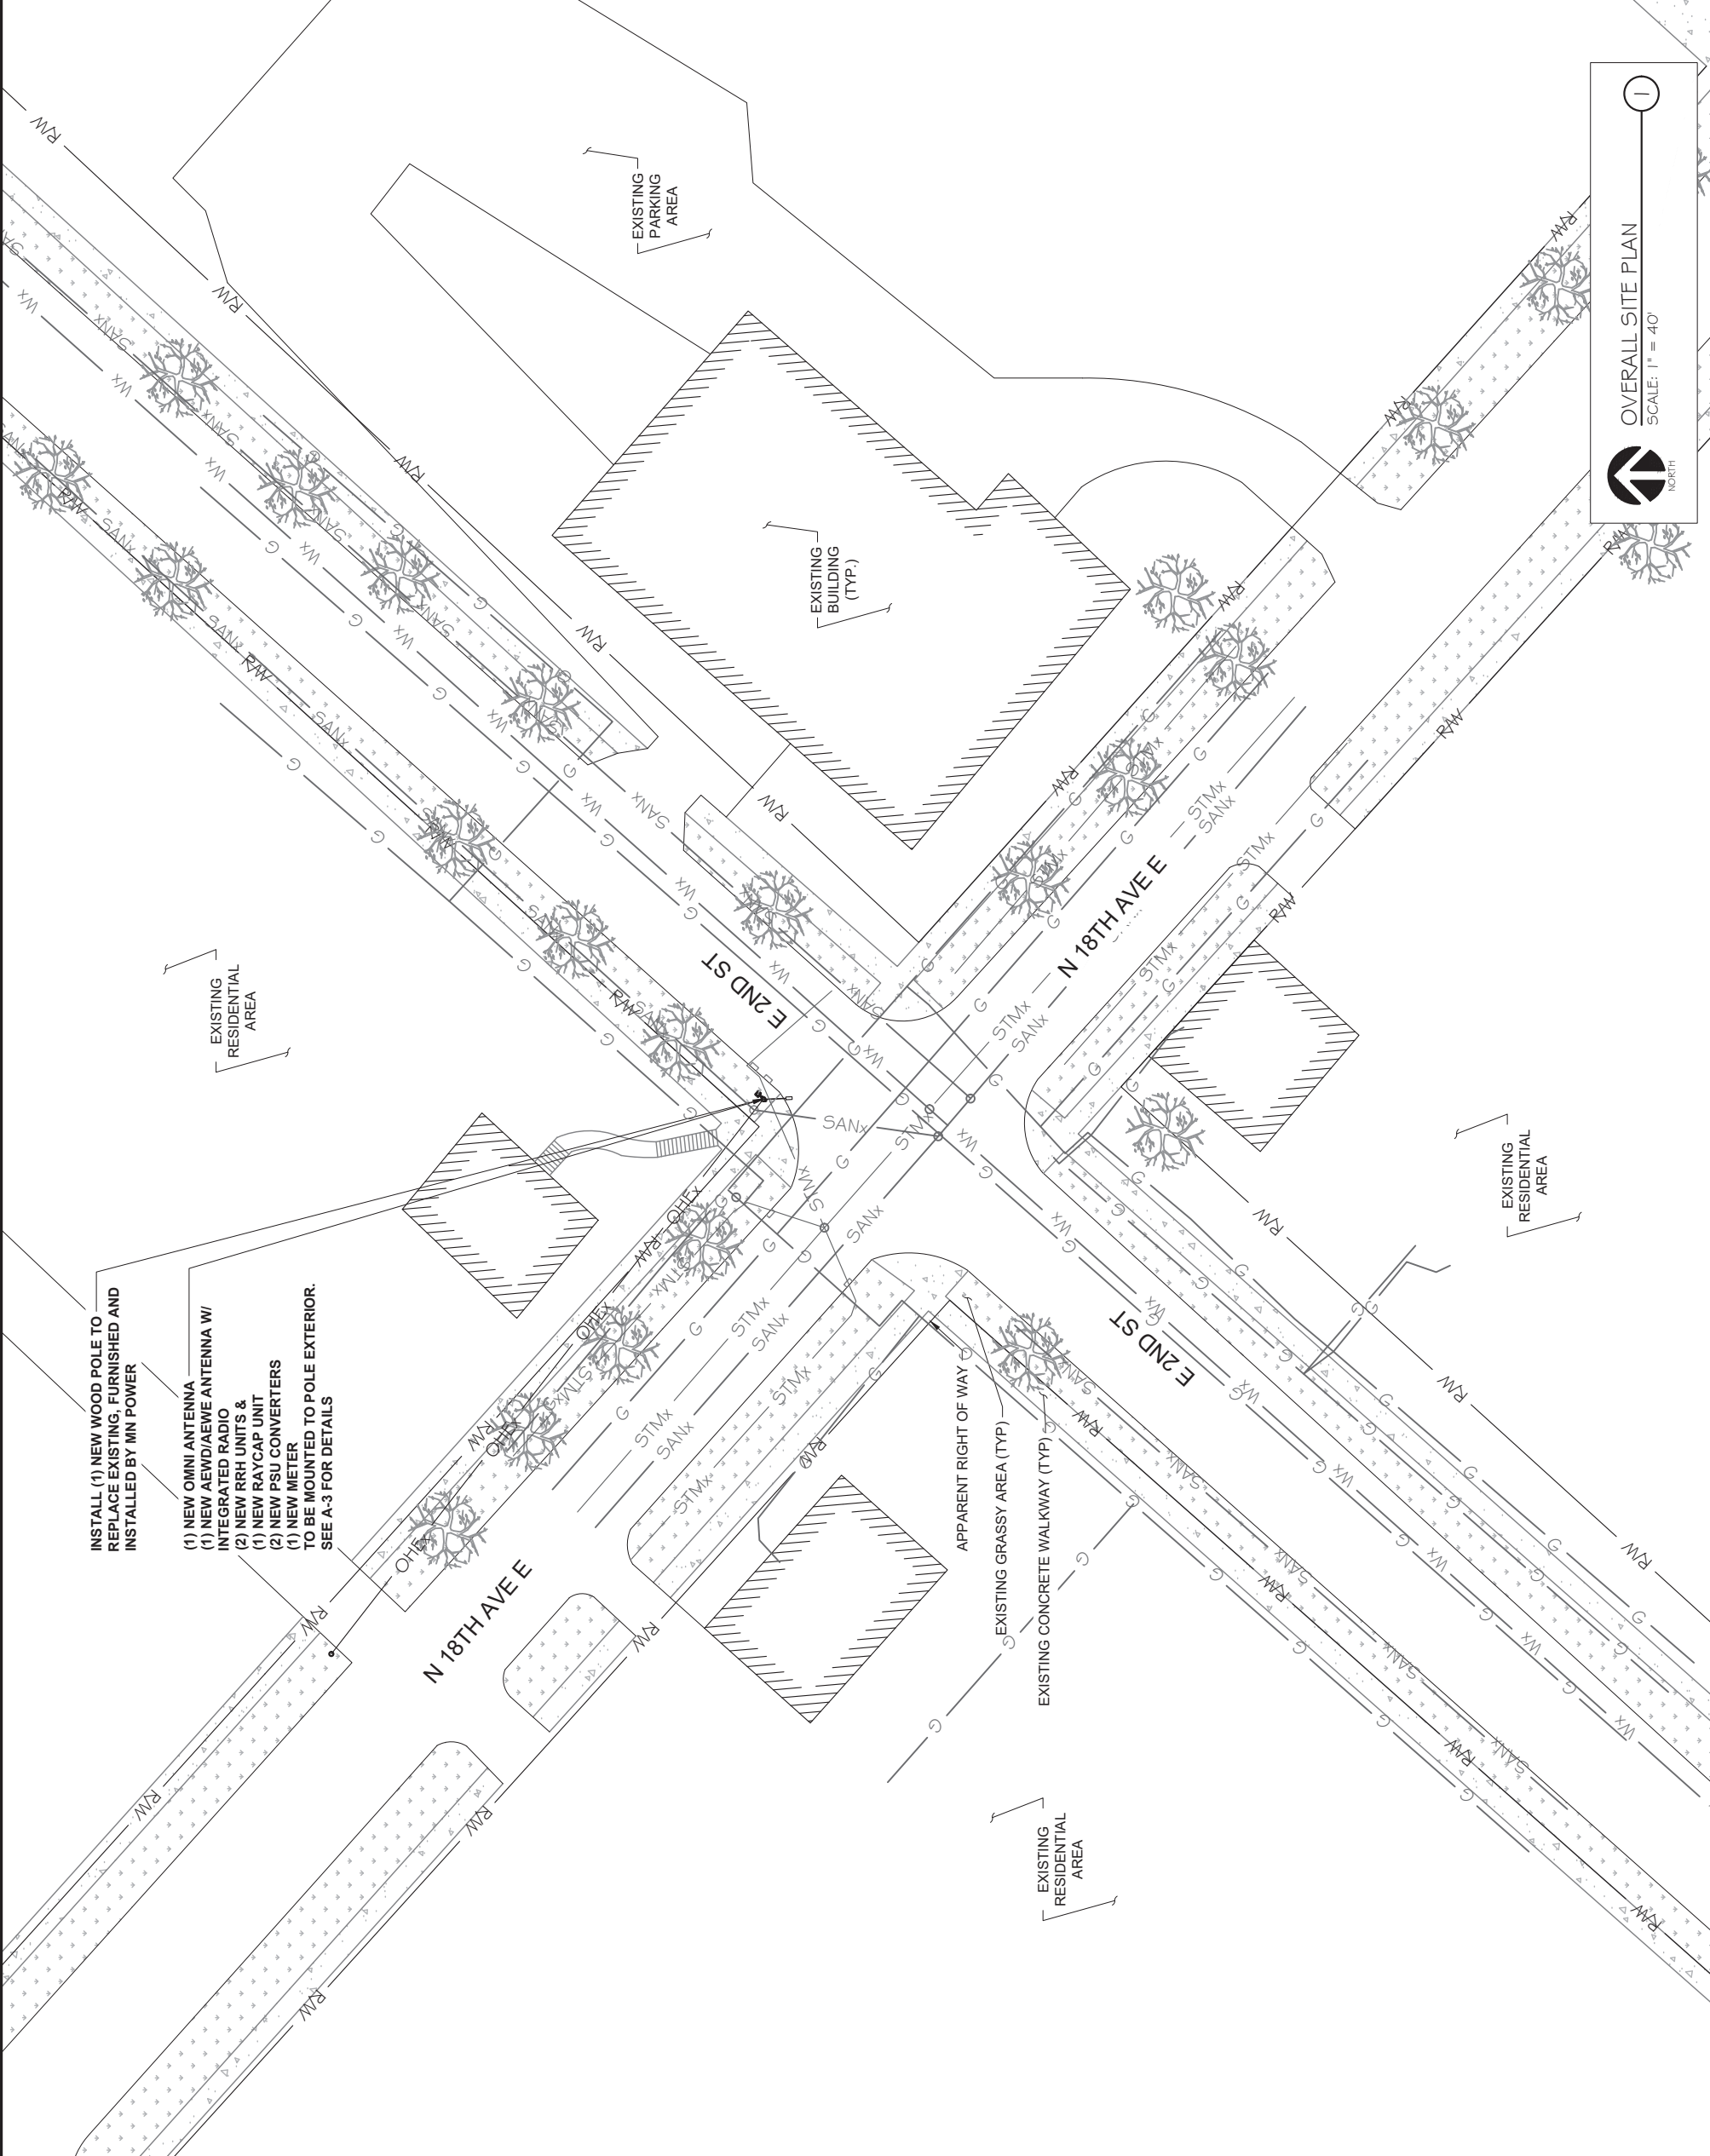 INSTALL (1) NEW WOOD POLE TO
REPLACE EXISTING, FURNISHED AND
INSTALLED BY MN POWER
(1) NEW OMNI ANTENNA
(1) NEW AEWD/AEWE ANTENNA W/
INTEGRATED RADIO
(2) NEW RRH UNITS &
(1) NEW RAYCAP UNIT
(2) NEW PSU CONVERTERS
(1) NEW METER
TO BE MOUNTED TO POLE EXTERIOR.
SEE A-3 FOR DETAILS
EXISTING
RESIDENTIAL
AREA
EXISTING
PARKING
AREA
EXISTING
BUILDING
(TYP.)
E 2ND ST
N 18TH AVE E
N 18TH AVE E
E 2ND ST
APPARENT RIGHT OF WAY
EXISTING GRASSY AREA (TYP)
EXISTING CONCRETE WALKWAY (TYP)
EXISTING
RESIDENTIAL
AREA
EXISTING
RESIDENTIAL
AREA
R/W
SANx
STMx
Wx
G
OHEx
NORTH
OVERALL SITE PLAN
SCALE: 1" = 40'
1